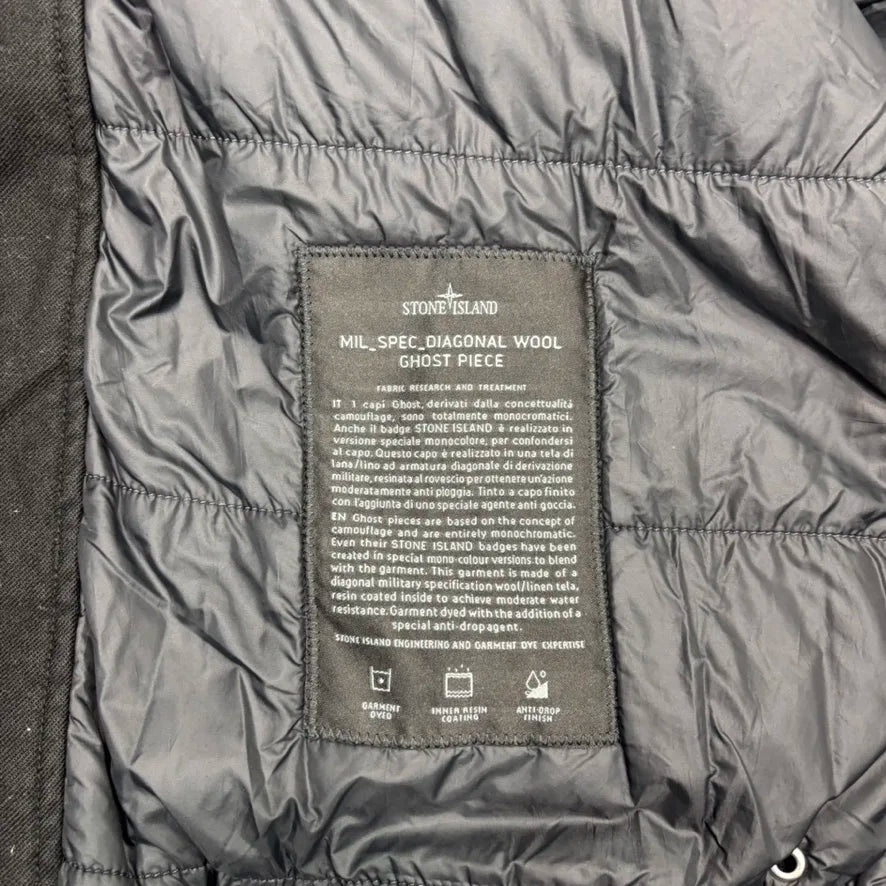 STONE ISLAND
MIL_SPEC_DIAGONAL WOOL
GHOST PIECE
FABRIC RESEARCH AND TREATMENT
IT I capi Ghost, derivati dalla concettualità
camouflage, sono totalmente monocromatici.
Anche il badge STONE ISLAND è realizzato in
versione speciale monocolore, per confondersi
al capo. Questo capo è realizzato in una tela di
lana/lino ad armatura diagonale di derivazione
militare, resinata al rovescio per ottenere un'azione
moderatamente anti pioggia. Tinto a capo finito
con l'aggiunta di uno speciale agente anti goccia.
EN Ghost pieces are based on the concept of
camouflage and are entirely monochromatic.
Even their STONE ISLAND badges have been
created in special mono-colour versions to blend
with the garment. This garment is made of a
diagonal military specification wool/linen tela,
resin coated inside to achieve moderate water
resistance. Garment dyed with the addition of a
special anti-drop agent.
STONE ISLAND ENGINEERING AND GARMENT DYE EXPERTISE
GARMENT DYED
INNER RESIN COATING
ANTI-DROP FINISH